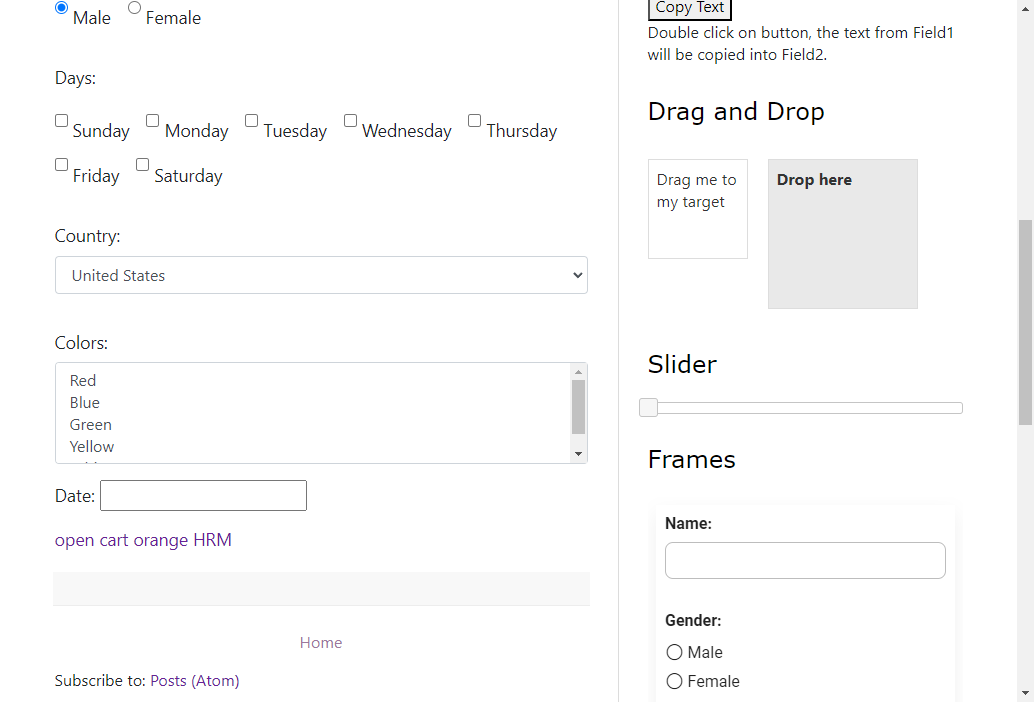 Male Female
Days:
Sunday Monday Tuesday Wednesday Thursday
Friday Saturday
Country:
United States
Colors:
Red
Blue
Green
Yellow
Date:
open cart orange HRM
Home
Subscribe to: Posts (Atom)
Copy Text
Double click on button, the text from Field1
will be copied into Field2.
Drag and Drop
Drag me to
my target
Drop here
Slider
Frames
Name:
Gender:
Male
Female